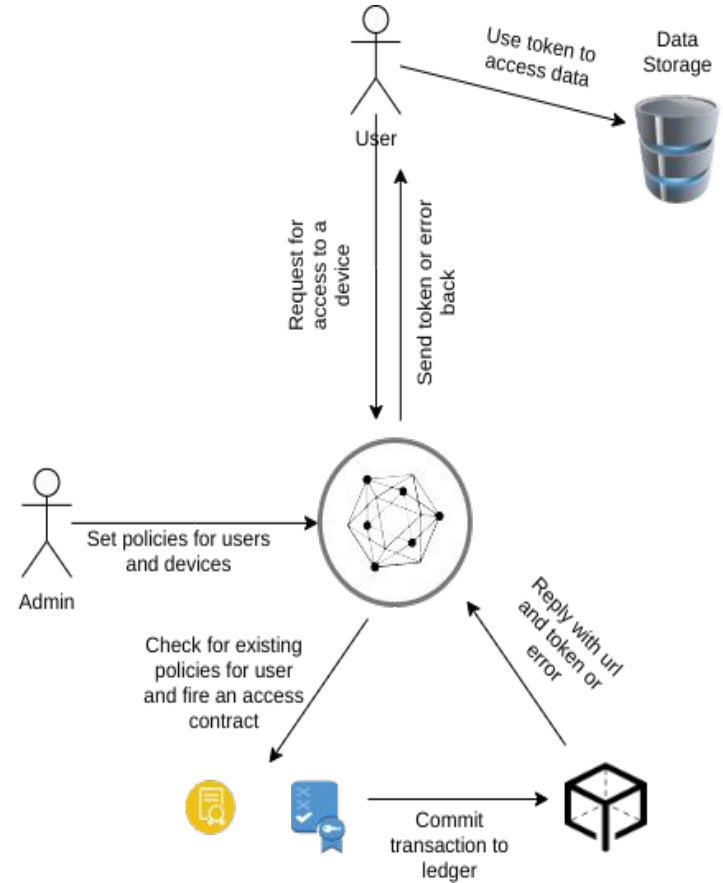 Use token to
access data
Data
Storage
User
Request for
access to a
device
Send token or error
back
Set policies for users
and devices
Admin
Check for existing
policies for user
and fire an access
contract
Reply with url
and token or
error
Commit
transaction to
ledger